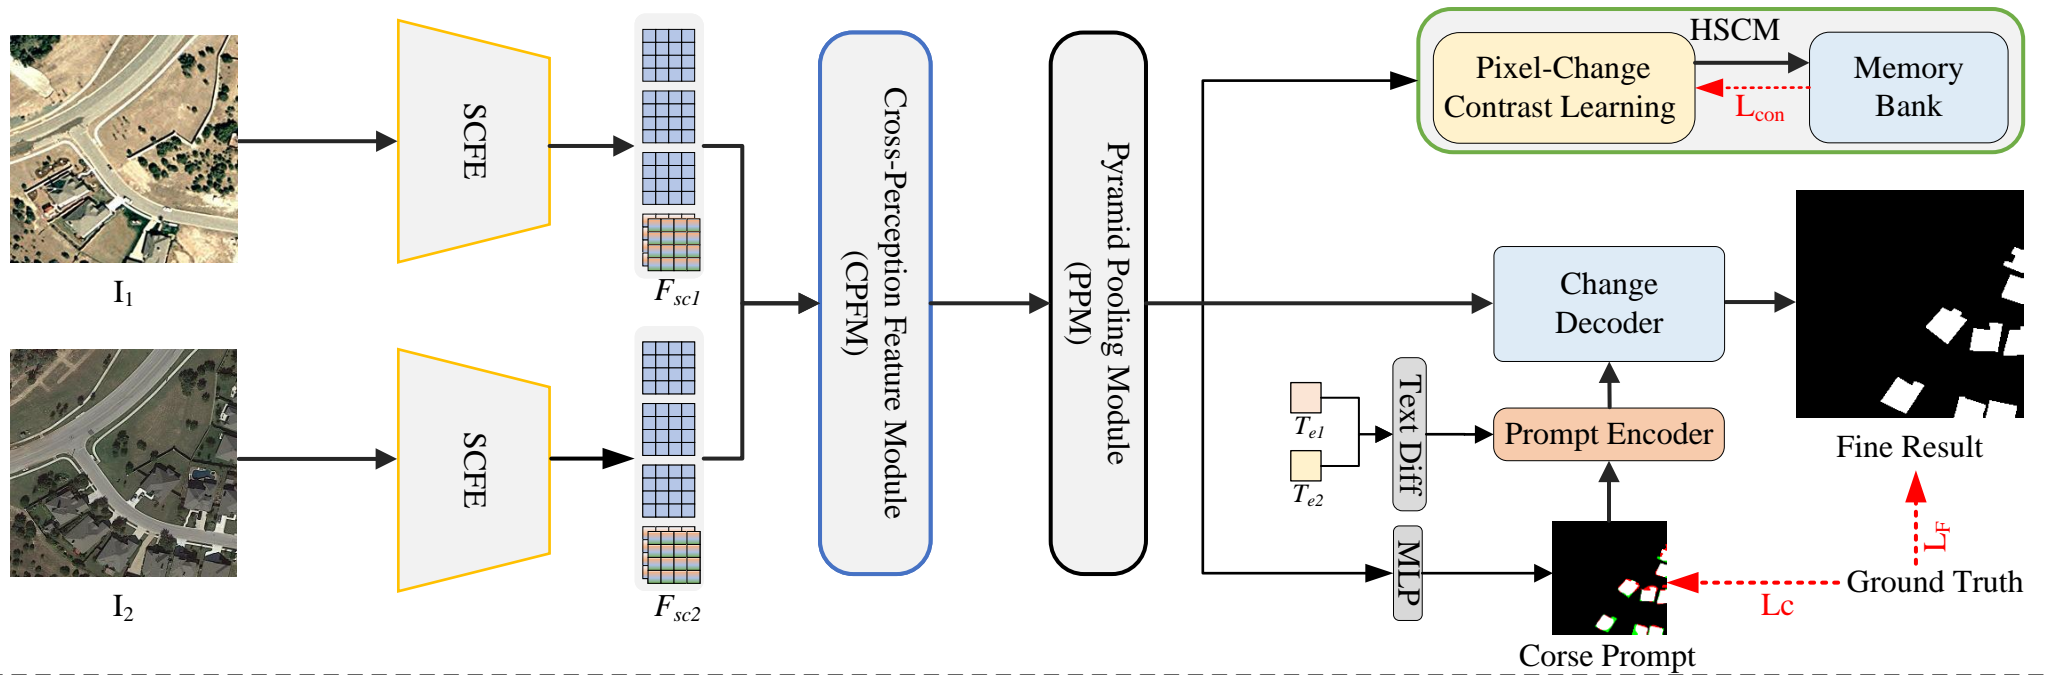 I1
I2
SCFE
SCFE
Fsc1
Fsc2
Cross-Perception Feature Module
(CPFM)
Pyramid Pooling Module
(PPM)
HSCM
Pixel-Change
Contrast Learning
Lcon
Memory
Bank
Change
Decoder
Te1
Te2
Text Diff
Prompt Encoder
MLP
Corse Prompt
Fine Result
LF
Ground Truth
Lc